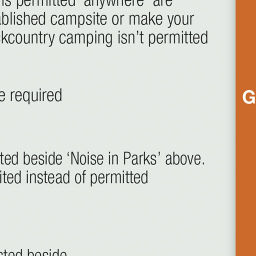 is permitted 'anywhere' are
ablished campsite or make your
kcountry camping isn't permitted
e required
G
ted beside 'Noise in Parks' above.
ited instead of permitted
sted beside